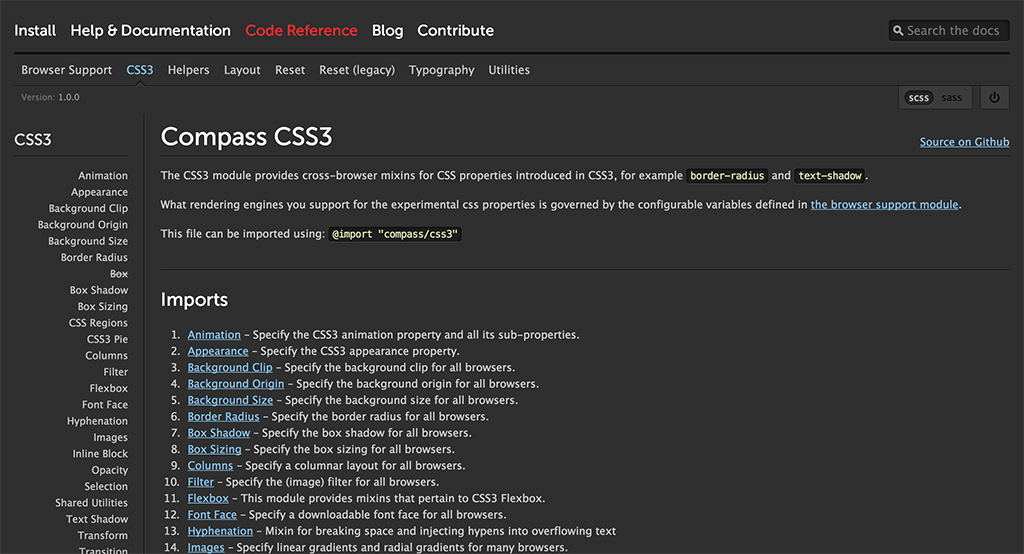 Install Help & Documentation Code Reference Blog Contribute Search the docs
Browser Support CSS3 Helpers Layout Reset Reset (legacy) Typography Utilities
Version: 1.0.0 scss sass
CSS3
Animation
Appearance
Background Clip
Background Origin
Background Size
Border Radius
Box
Box Shadow
Box Sizing
CSS Regions
CSS3 Pie
Columns
Filter
Flexbox
Font Face
Hyphenation
Images
Inline Block
Opacity
Selection
Shared Utilities
Text Shadow
Transform
Transition
Compass CSS3
Source on Github
The CSS3 module provides cross-browser mixins for CSS properties introduced in CSS3, for example border-radius and text-shadow.
What rendering engines you support for the experimental css properties is governed by the configurable variables defined in the browser support module.
This file can be imported using: @import "compass/css3"
Imports
1. Animation – Specify the CSS3 animation property and all its sub-properties.
2. Appearance – Specify the CSS3 appearance property.
3. Background Clip – Specify the background clip for all browsers.
4. Background Origin – Specify the background origin for all browsers.
5. Background Size – Specify the background size for all browsers.
6. Border Radius – Specify the border radius for all browsers.
7. Box Shadow – Specify the box shadow for all browsers.
8. Box Sizing – Specify the box sizing for all browsers.
9. Columns – Specify a columnar layout for all browsers.
10. Filter – Specify the (image) filter for all browsers.
11. Flexbox – This module provides mixins that pertain to CSS3 Flexbox.
12. Font Face – Specify a downloadable font face for all browsers.
13. Hyphenation – Mixin for breaking space and injecting hypens into overflowing text
14. Images – Specify linear gradients and radial gradients for many browsers.